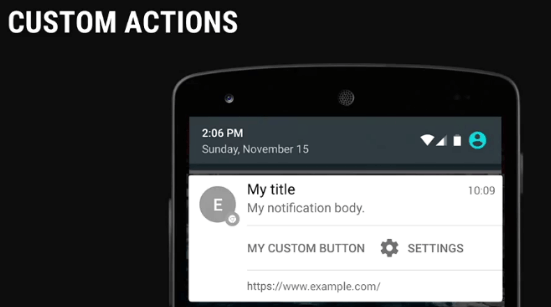 CUSTOM ACTIONS
2:06 PM
Sunday, November 15
E
My title
10:09
My notification body.
MY CUSTOM BUTTON SETTINGS
https://www.example.com/